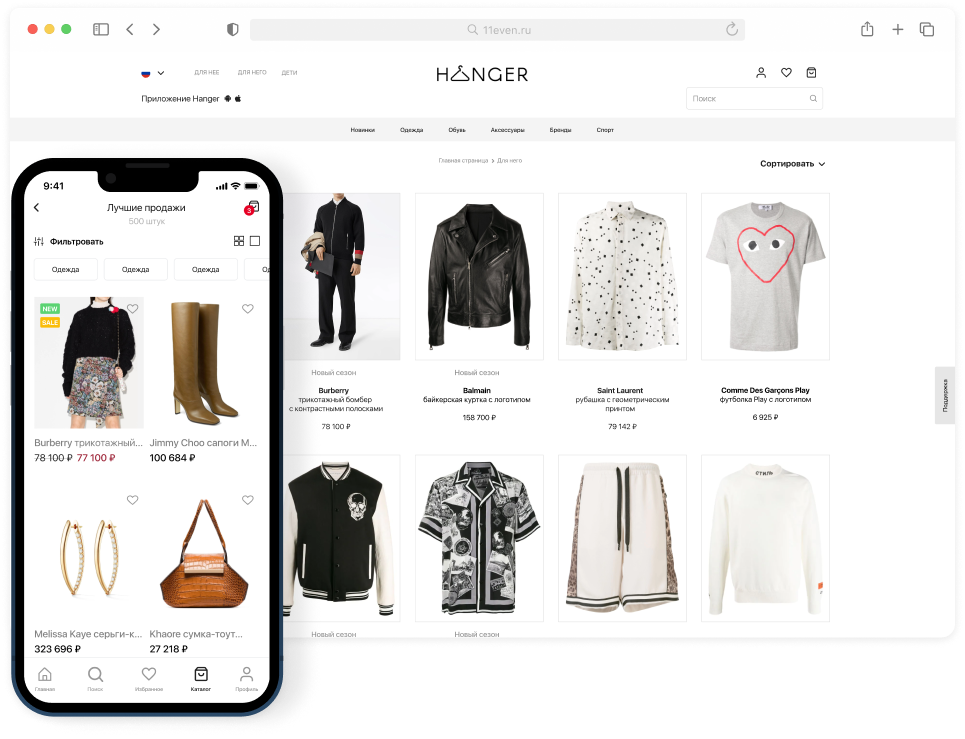 11even.ru
ДЛЯ НЕЕ ДЛЯ НЕГО ДЕТИ
HANGER
Приложение Hanger
Поиск
Новинки Одежда Обувь Аксессуары Бренды Спорт
Главная страница > Для него
Сортировать
Новый сезон
Burberry
трикотажный бомбер
с контрастными полосками
78 100 ₽
Новый сезон
Balmain
байкерская куртка с логотипом
158 700 ₽
Saint Laurent
рубашка с геометрическим
принтом
79 142 ₽
Comme Des Garçons Play
футболка Play с логотипом
6 925 ₽
Поддержка
СТИЛЬ
Новый сезон
Новый сезон
9:41
Лучшие продажи
3
500 штук
Фильтровать
Одежда Одежда Одежда Од
NEW
SALE
Burberry трикотажный...
78 100 ₽ 77 100 ₽
Jimmy Choo сапоги M...
100 684 ₽
Melissa Kaye серьги-к...
323 696 ₽
Khaore сумка-тоут...
27 218 ₽
Главная Поиск Избранное Каталог Профиль